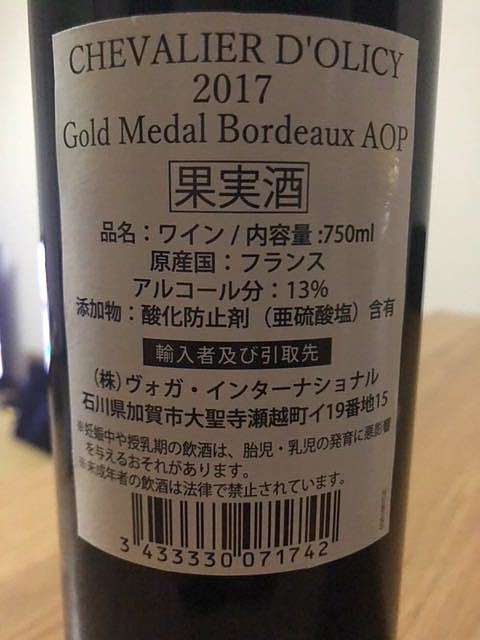 CHEVALIER D'OLICY
2017
Gold Medal Bordeaux AOP
果実酒
品名：ワイン / 内容量 :750ml
原産国：フランス
アルコール分：13%
添加物：酸化防止剤（亜硫酸塩）含有
輸入者及び引取先
（株）ヴォガ・インターナショナル
石川県加賀市大聖寺瀬越町イ19番地15
※妊娠中や授乳期の飲酒は、胎児・乳児の発育に悪影響
を与えるおそれがあります。
※未成年者の飲酒は法律で禁止されています。
3 433330 071742